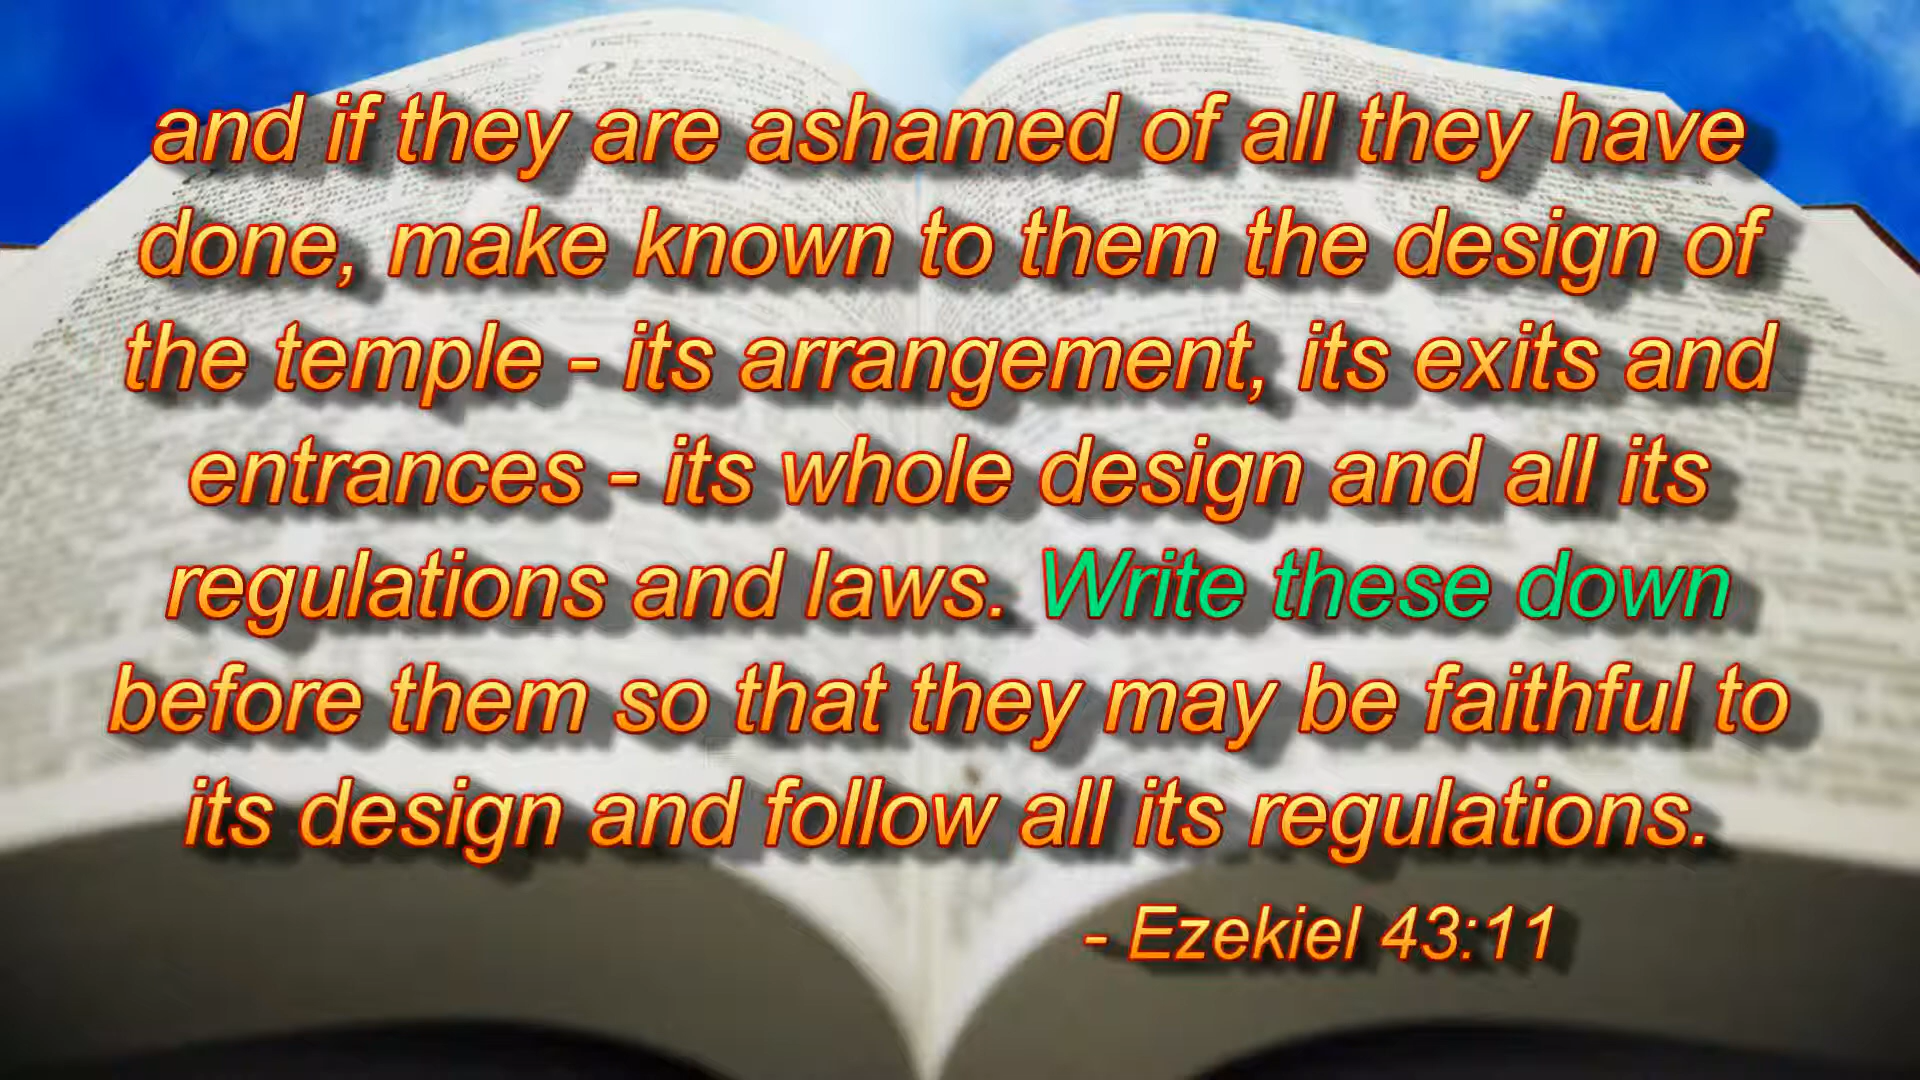 and if they are ashamed of all they have
done, make known to them the design of
the temple - its arrangement, its exits and
entrances - its whole design and all its
regulations and laws. Write these down
before them so that they may be faithful to
its design and follow all its regulations.
- Ezekiel 43:11